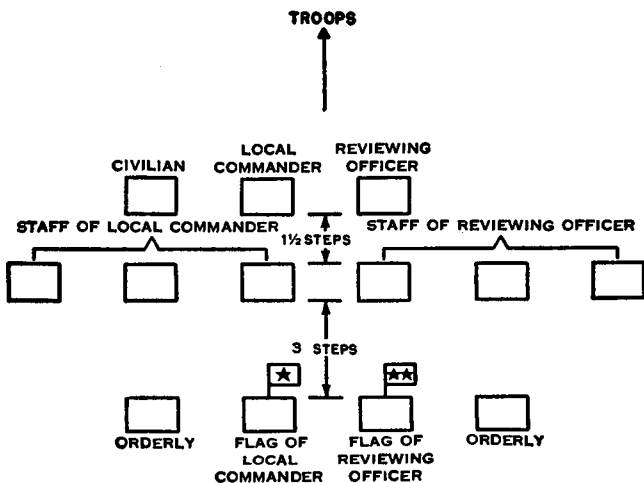 TROOPS
CIVILIAN
LOCAL
COMMANDER
REVIEWING
OFFICER
STAFF OF LOCAL COMMANDER
1½ STEPS
STAFF OF REVIEWING OFFICER
3 STEPS
ORDERLY
FLAG OF
LOCAL
COMMANDER
FLAG OF
REVIEWING
OFFICER
ORDERLY